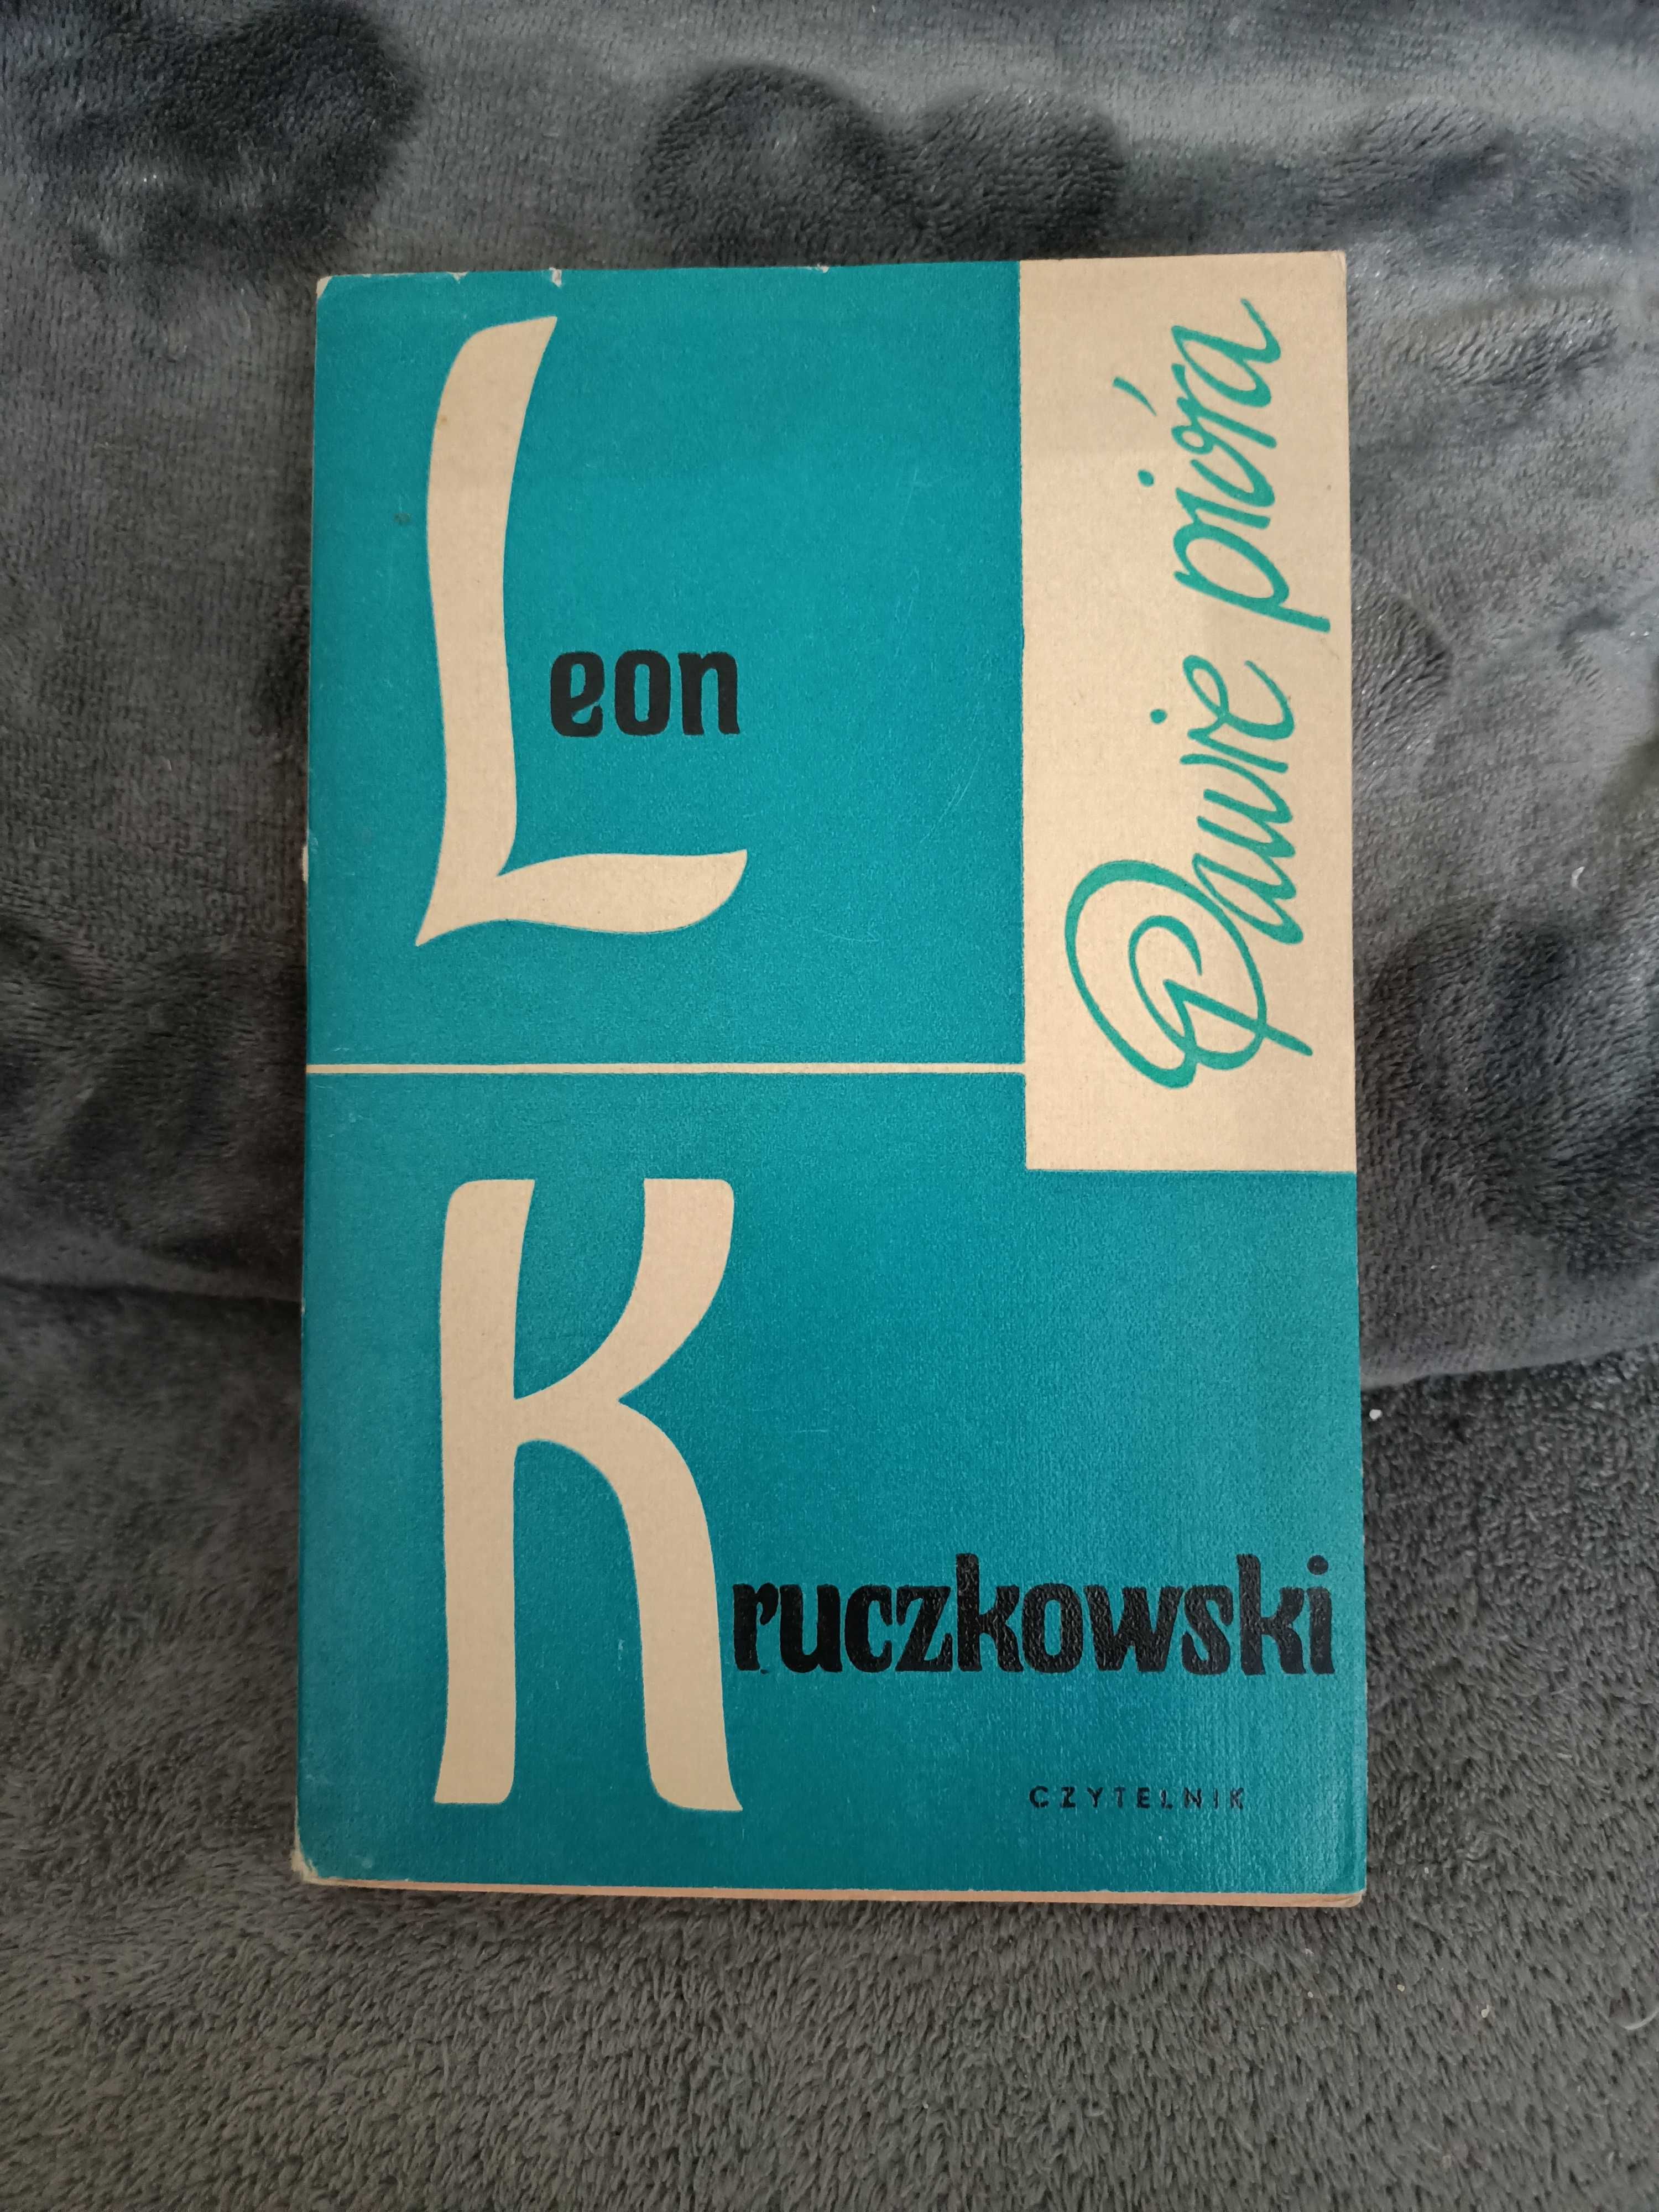 Leon
Pawie pióra
Kruczkowski
CZYTELNIK